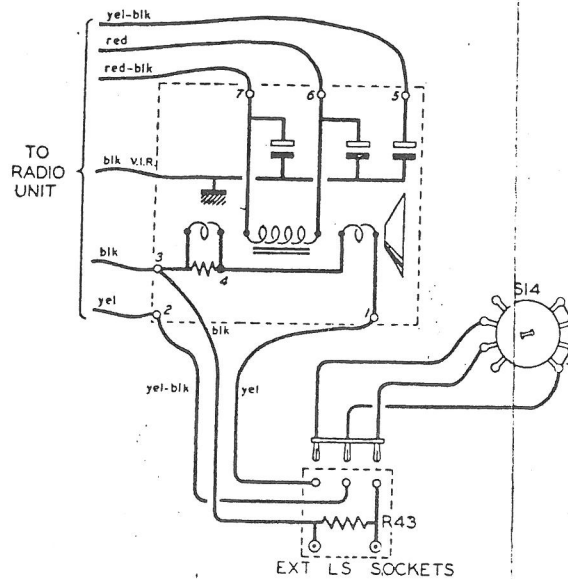 yel-blk
red
red-blk
7
6
5
TO
RADIO
UNIT
blk V.I.R.
blk
3
4
S14
yel
2
blk
1
yel-blk
yel
R43
EXT LS SOCKETS